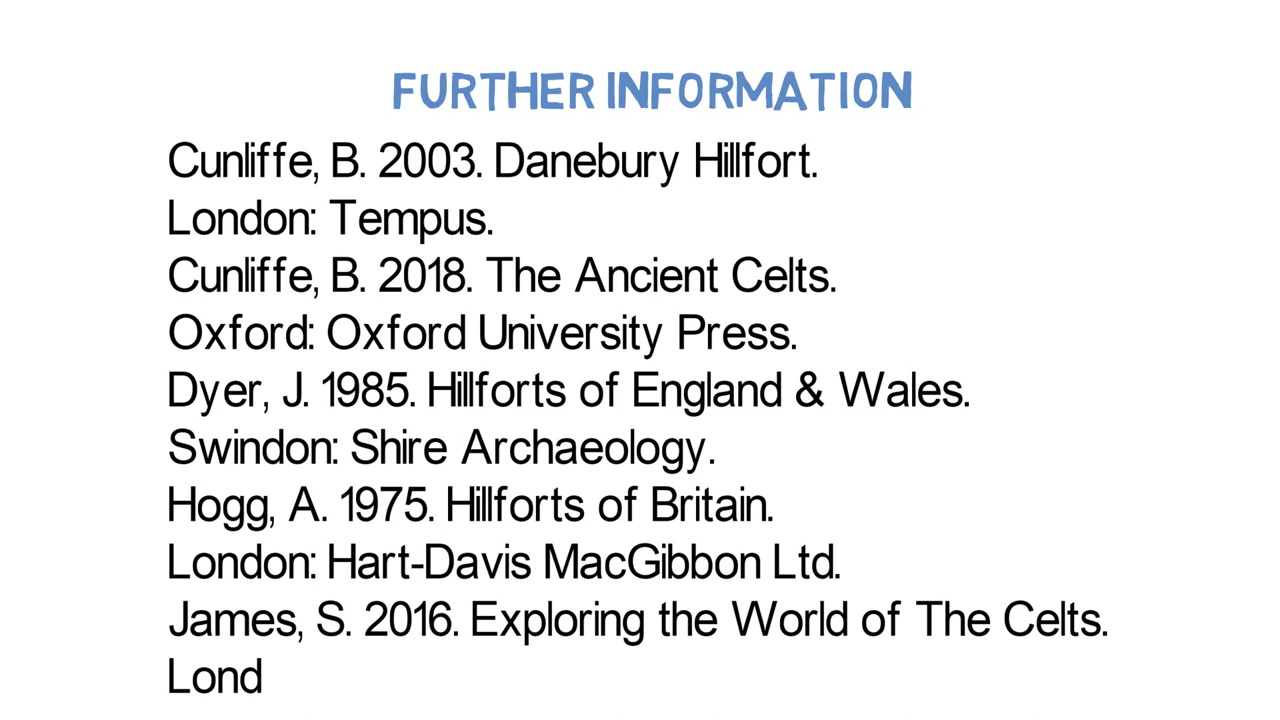 FURTHER INFORMATION
Cunliffe, B. 2003. Danebury Hillfort.
London: Tempus.
Cunliffe, B. 2018. The Ancient Celts.
Oxford: Oxford University Press.
Dyer, J. 1985. Hillforts of England & Wales.
Swindon: Shire Archaeology.
Hogg, A. 1975. Hillforts of Britain.
London: Hart-Davis MacGibbon Ltd.
James, S. 2016. Exploring the World of The Celts.
Lond